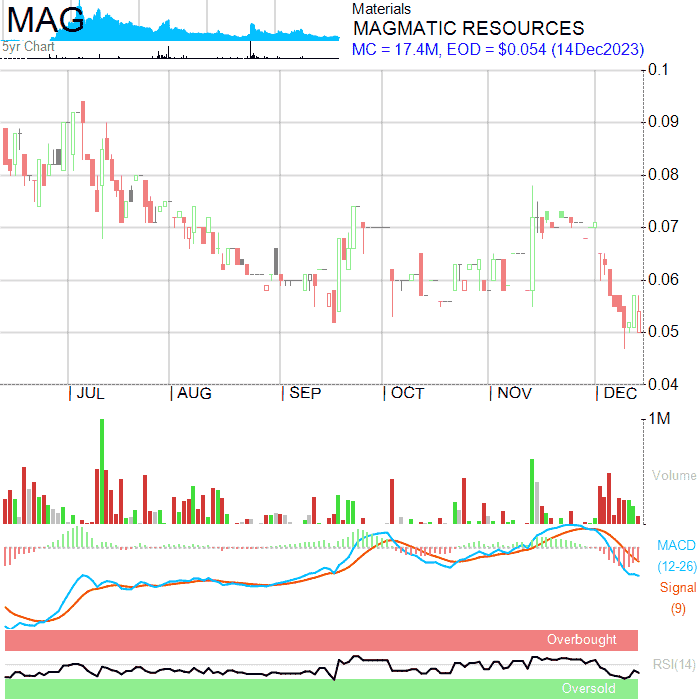 MAG
5yr Chart
Materials
MAGMATIC RESOURCES
MC = 17.4M, EOD = $0.054 (14Dec2023)
0.1
0.09
0.08
0.07
0.06
0.05
0.04
JUL AUG SEP OCT NOV DEC
1M
Volume
MACD
(12-26)
Signal
(9)
Overbought
RSI(14)
Oversold